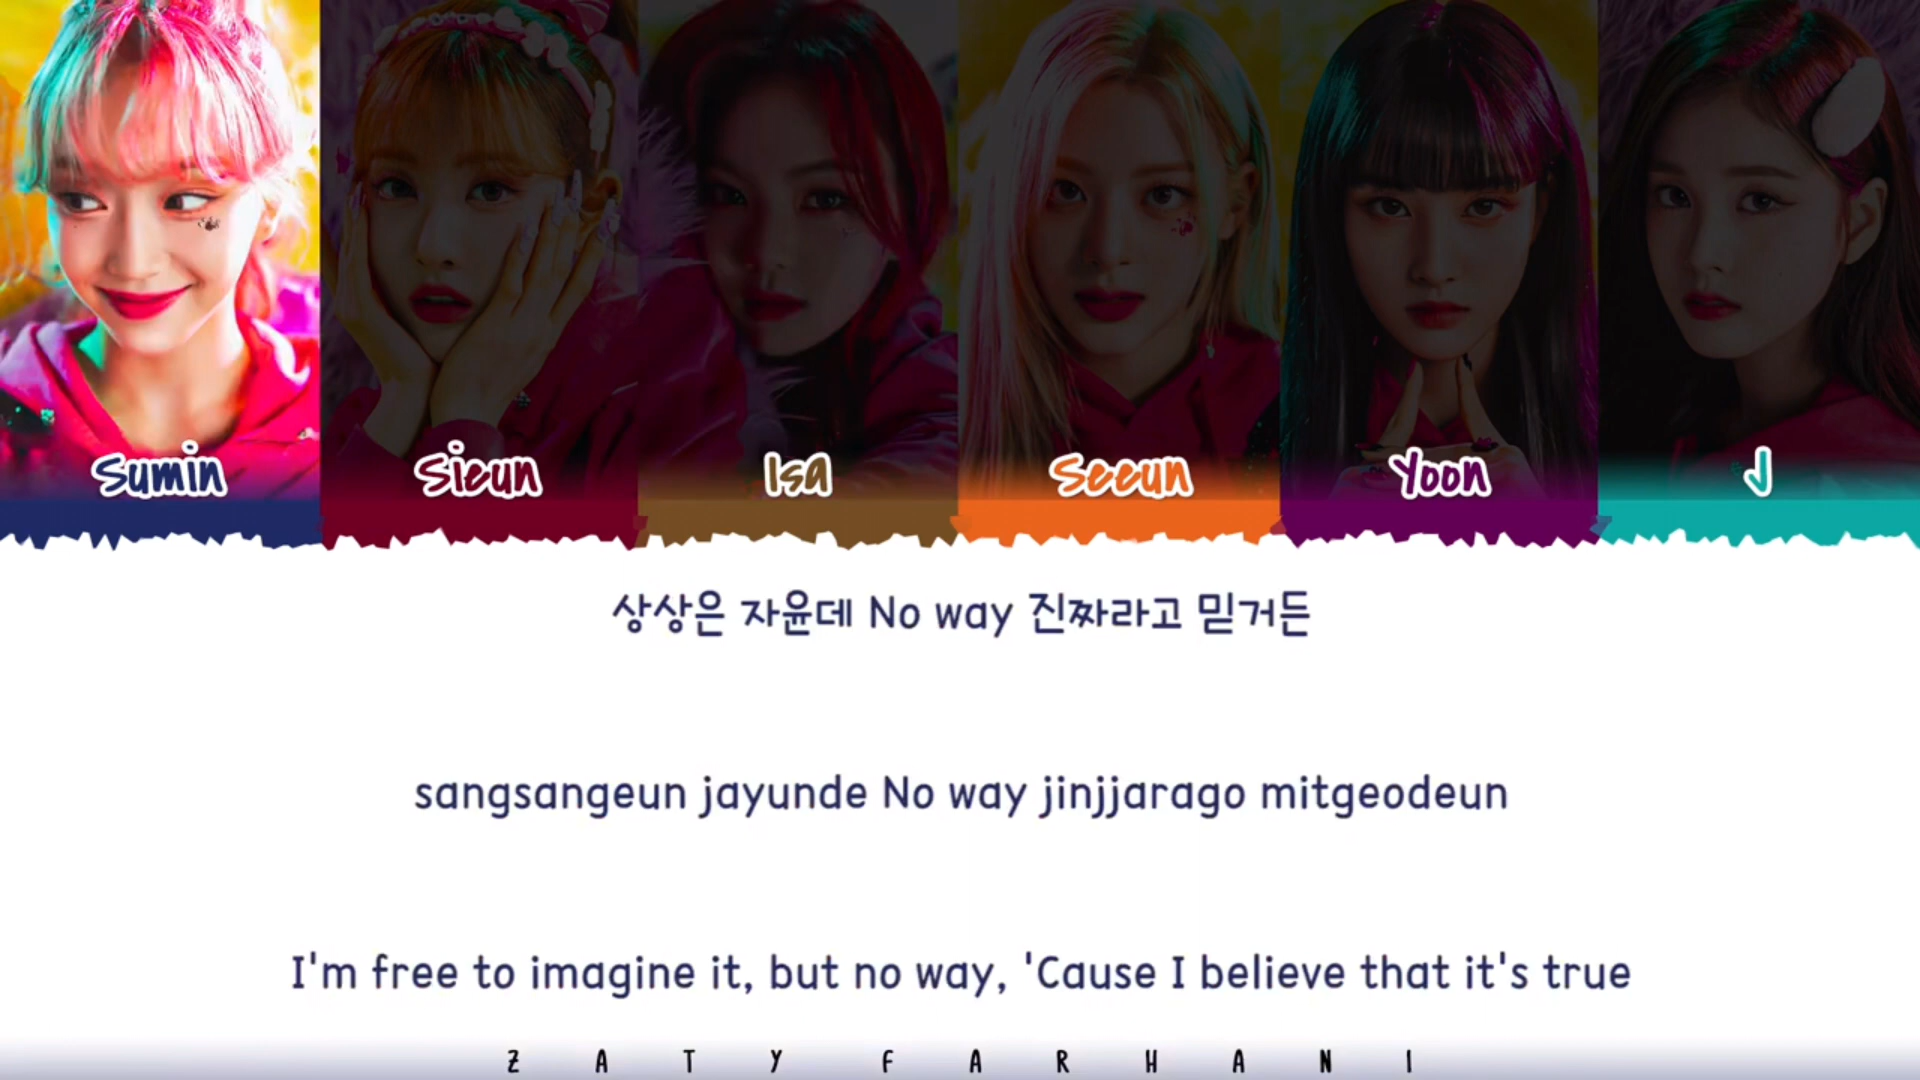 Sumin Sieun Isa Seeun Yoon J
상상은 자윤데 No way 진짜라고 믿거든
sangsangeun jayunde No way jinjjarago mitgeodeun
I'm free to imagine it, but no way, 'Cause I believe that it's true
ZATY FARHANI